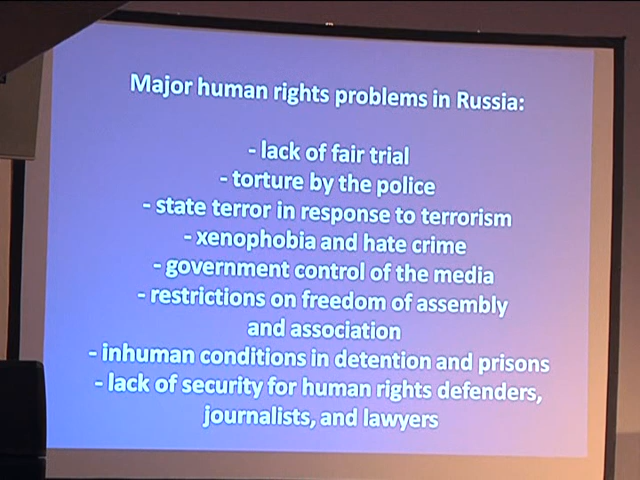 Major human rights problems in Russia:
- lack of fair trial
- torture by the police
- state terror in response to terrorism
- xenophobia and hate crime
- government control of the media
- restrictions on freedom of assembly
and association
- inhuman conditions in detention and prisons
- lack of security for human rights defenders,
journalists, and lawyers